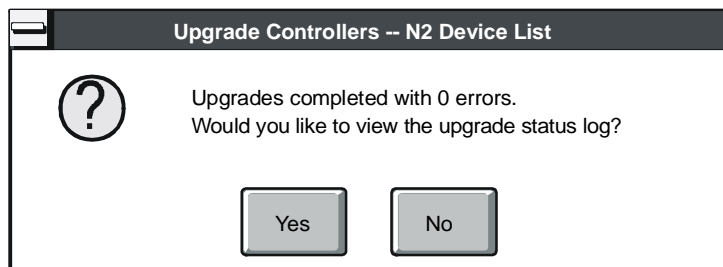 Upgrade Controllers -- N2 Device List
?
Upgrades completed with 0 errors.
Would you like to view the upgrade status log?
Yes No